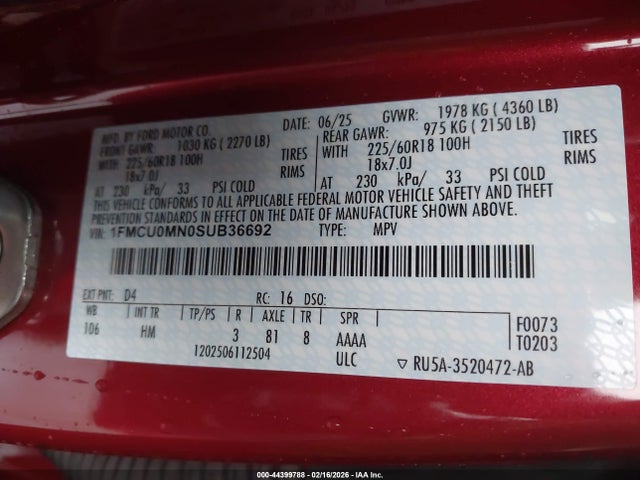 MFD. BY FORD MOTOR CO.
DATE: 06/25
GVWR: 1978 KG ( 4360 LB)
FRONT GAWR: 1030 KG ( 2270 LB)
REAR GAWR: 975 KG ( 2150 LB)
WITH 225/60R18 100H TIRES
WITH 225/60R18 100H TIRES
18x7.0J RIMS
18x7.0J RIMS
AT 230 kPa/ 33 PSI COLD
AT 230 kPa/ 33 PSI COLD
THIS VEHICLE CONFORMS TO ALL APPLICABLE FEDERAL MOTOR VEHICLE SAFETY AND THEFT
PREVENTION STANDARDS IN EFFECT ON THE DATE OF MANUFACTURE SHOWN ABOVE.
VIN: 1FMCU0MN0SUB36692 TYPE: MPV
EXT PNT: D4 RC: 16 DSO:
WB INT TR TP/PS R AXLE TR SPR
106 HM 3 81 8 AAAA
F0073
T0203
1202506112504 ULC
RU5A-3520472-AB
000-44399788 - 02/16/2026 - IAA Inc.